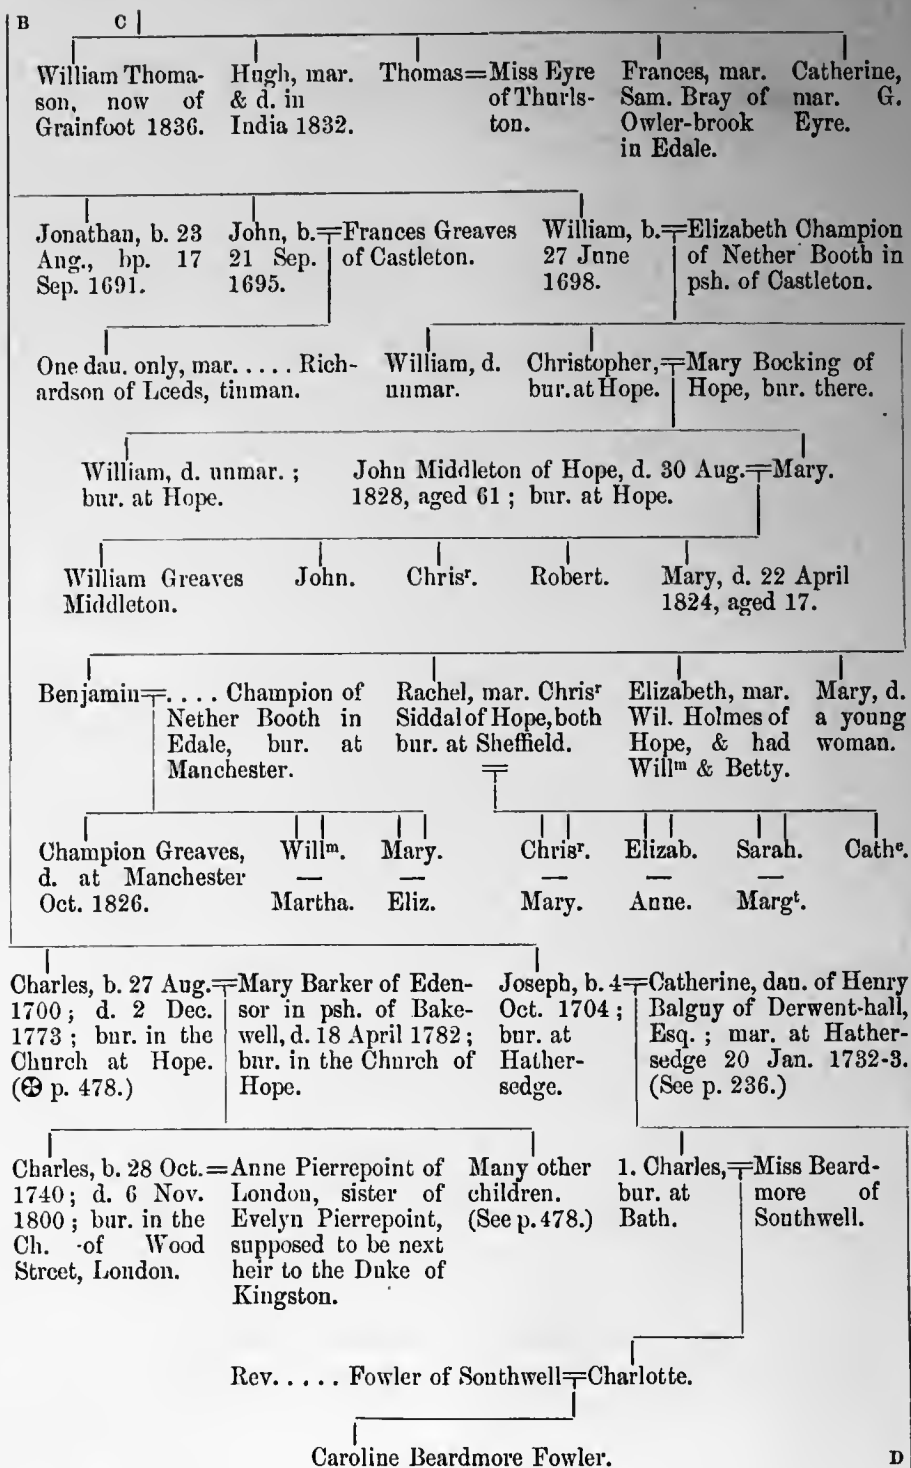 B C
William Thoma-
son, now of
Grainfoot 1836.
Hugh, mar.
& d. in
India 1832.
Thomas=Miss Eyre
of Thurls-
ton.
Frances, mar.
Sam. Bray of
Owler-brook
in Edale.
Catherine,
mar. G.
Eyre.
Jonathan, b. 23
Aug., bp. 17
Sep. 1691.
John, b.=Frances Greaves
21 Sep. of Castleton.
1695.
William, b.=Elizabeth Champion
27 June of Nether Booth in
1698. psh. of Castleton.
One dau. only, mar. .... Rich-
ardson of Leeds, tinman.
William, d.
unmar.
Christopher,=Mary Bocking of
bur. at Hope. Hope, bur. there.
William, d. unmar. ;
bur. at Hope.
John Middleton of Hope, d. 30 Aug.=Mary.
1828, aged 61 ; bur. at Hope.
William Greaves
Middleton.
John.
Chrisr.
Robert.
Mary, d. 22 April
1824, aged 17.
Benjamin=.... Champion of
Nether Booth in
Edale, bur. at
Manchester.
Rachel, mar. Chrisr
Siddal of Hope, both
bur. at Sheffield.
Elizabeth, mar.
Wil. Holmes of
Hope, & had
Willm & Betty.
Mary, d.
a young
woman.
Champion Greaves,
d. at Manchester
Oct. 1826.
Willm.
—
Martha.
Mary.
—
Eliz.
Chrisr.
—
Mary.
Elizab.
—
Anne.
Sarah.
—
Margt.
Cathe.
Charles, b. 27 Aug.=Mary Barker of Eden-
1700 ; d. 2 Dec. sor in psh. of Bake-
1773 ; bur. in the well, d. 18 April 1782 ;
Church at Hope. bur. in the Church of
(✠ p. 478.) Hope.
Joseph, b. 4=Catherine, dau. of Henry
Oct. 1704 ; Balguy of Derwent-hall,
bur. at Esq. ; mar. at Hather-
Hather- sedge 20 Jan. 1732-3.
sedge. (See p. 236.)
Charles, b. 28 Oct.=Anne Pierrepoint of
1740 ; d. 6 Nov. London, sister of
1800 ; bur. in the Evelyn Pierrepoint,
Ch. of Wood supposed to be next
Street, London. heir to the Duke of
Kingston.
Many other
children.
(See p. 478.)
1. Charles,=Miss Beard-
bur. at more of
Bath. Southwell.
Rev. .... Fowler of Southwell=Charlotte.
Caroline Beardmore Fowler.
D